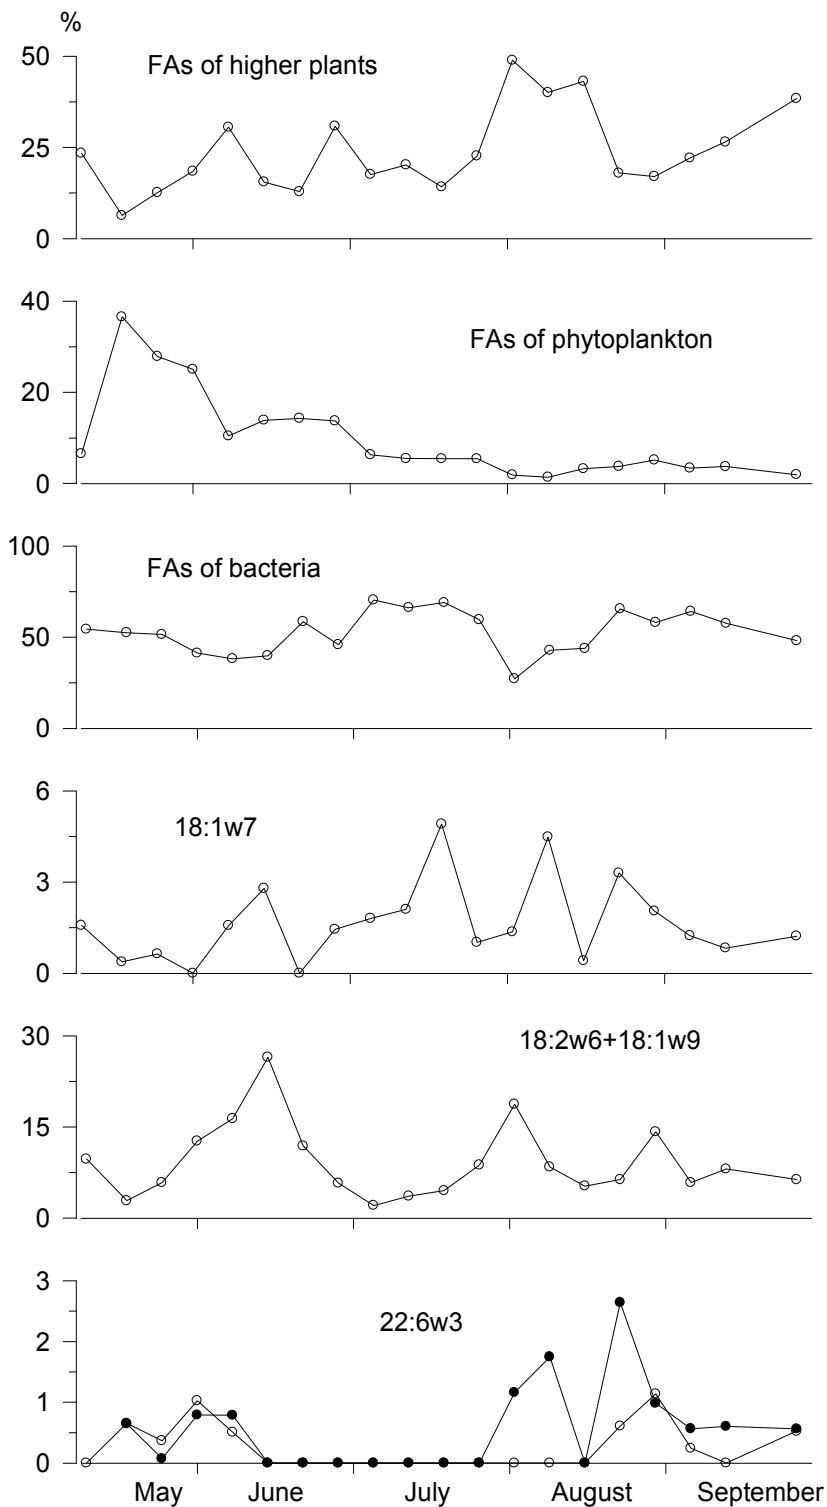 %
FAs of higher plants
50
25
0
FAs of phytoplankton
40
20
0
FAs of bacteria
100
50
0
18:1w7
6
3
0
18:2w6+18:1w9
30
15
0
22:6w3
3
2
1
0
May June July August September